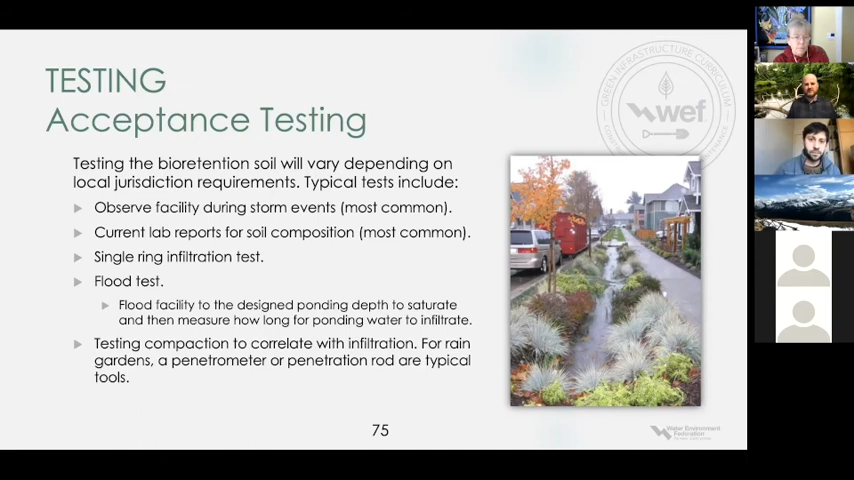 TESTING
Acceptance Testing
GREEN INFRASTRUCTURE CURRICULUM
wef
Testing the bioretention soil will vary depending on
local jurisdiction requirements. Typical tests include:
Observe facility during storm events (most common).
Current lab reports for soil composition (most common).
Single ring infiltration test.
Flood test.
Flood facility to the designed ponding depth to saturate
and then measure how long for ponding water to infiltrate.
Testing compaction to correlate with infiltration. For rain
gardens, a penetrometer or penetration rod are typical
tools.
75
Water Environment
Federation